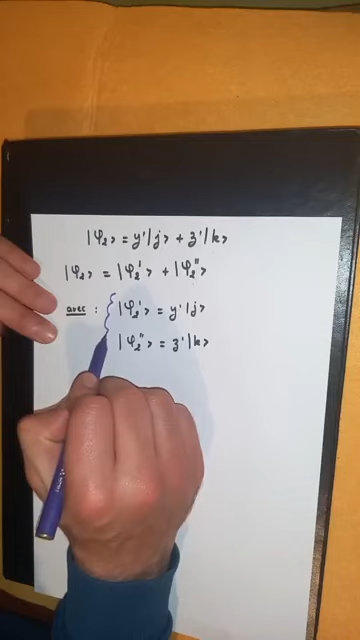 |φ₂> = y'|j> + z'|k>
|φ₂> = |φ₂'> + |φ₂''>
avec : { |φ₂'> = y'|j>
|φ₂''> = z'|k>